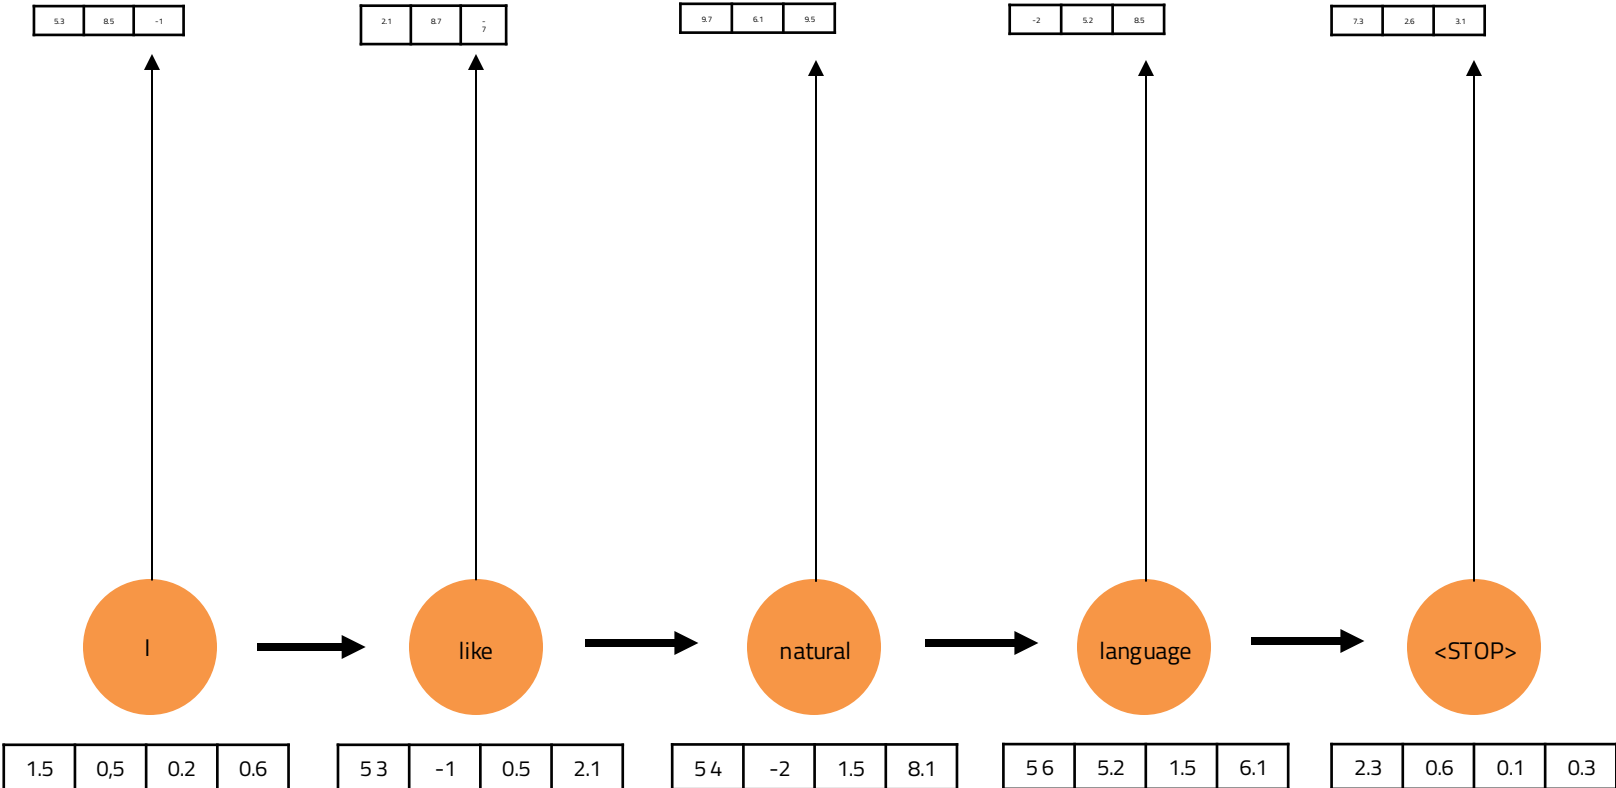 5.3 8.5 -1
2.1 8.7 -
7
9.7 6.1 9.5
-2 5.2 8.5
7.3 2.6 3.1
I
like
natural
language
<STOP>
1.5 0,5 0.2 0.6
5 3 -1 0.5 2.1
5 4 -2 1.5 8.1
5 6 5.2 1.5 6.1
2.3 0.6 0.1 0.3